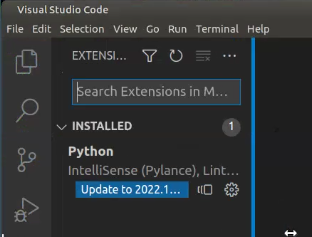 Visual Studio Code
File Edit Selection View Go Run Terminal Help
EXTENSI...
Search Extensions in M...
INSTALLED 1
Python
IntelliSense (Pylance), Lint...
Update to 2022.1...